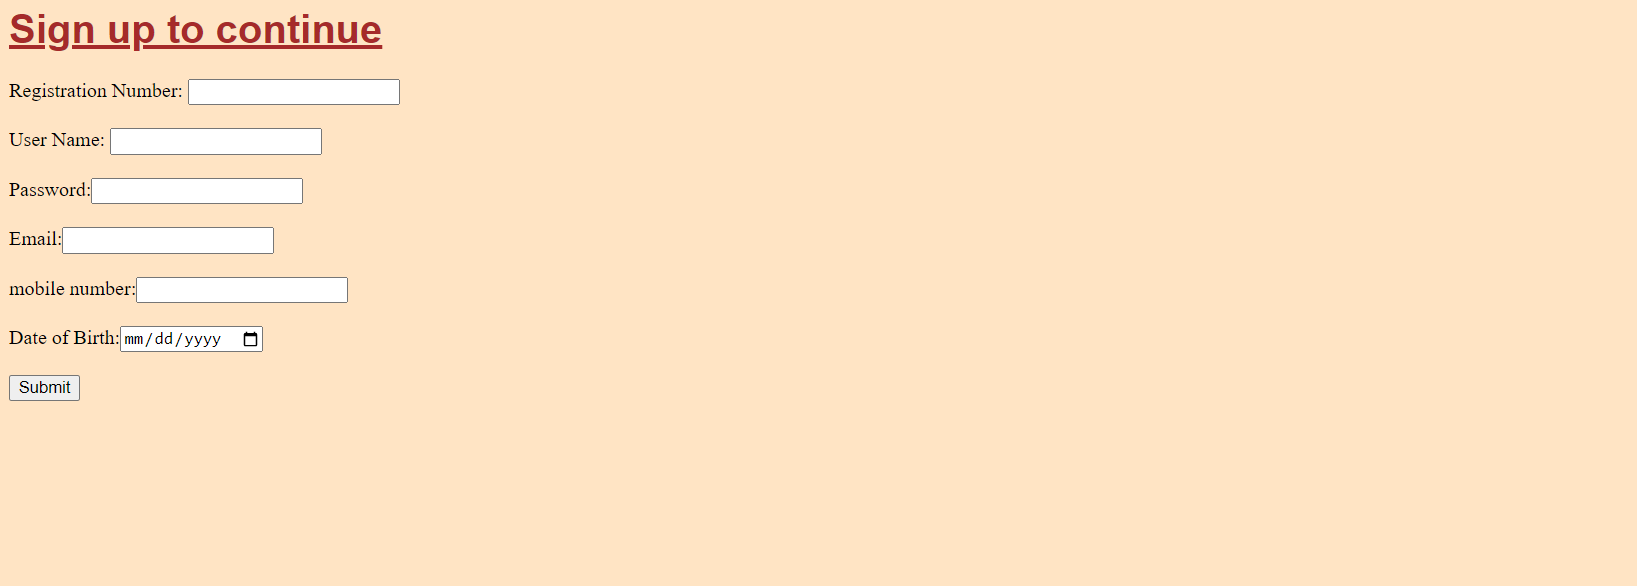 Sign up to continue
Registration Number:
User Name:
Password:
Email:
mobile number:
Date of Birth:mm/dd/yyyy
Submit